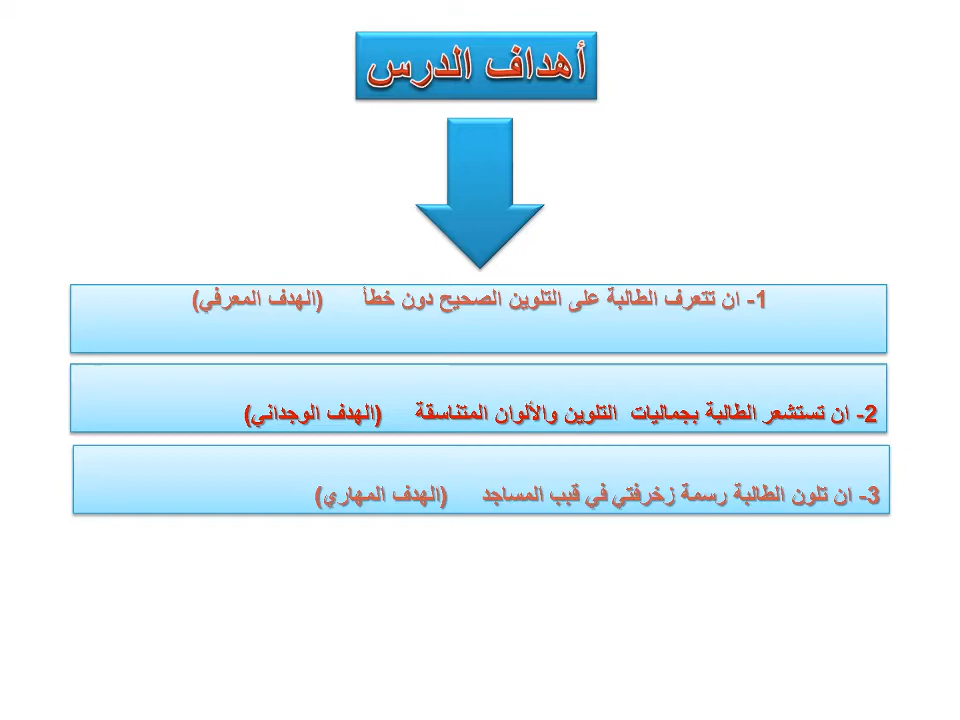 أهداف الدرس
1- ان تتعرف الطالبة على التلوين الصحيح دون خطأ (الهدف المعرفي)
2- ان تستشعر الطالبة بجماليات التلوين والألوان المتناسقة (الهدف الوجداني)
3- ان تلون الطالبة رسمة زخرفتي في قبب المساجد (الهدف المهاري)